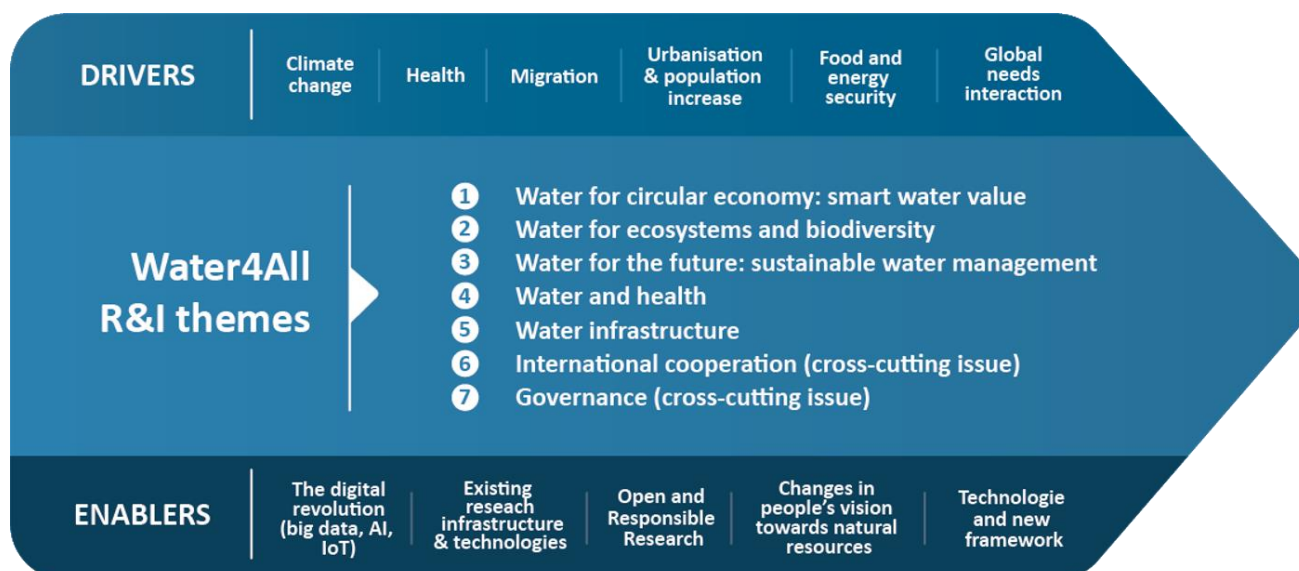 DRIVERS
Climate
change
Health
Migration
Urbanisation
& population
increase
Food and
energy
security
Global
needs
interaction
Water4All
R&I themes
1 Water for circular economy: smart water value
2 Water for ecosystems and biodiversity
3 Water for the future: sustainable water management
4 Water and health
5 Water infrastructure
6 International cooperation (cross-cutting issue)
7 Governance (cross-cutting issue)
ENABLERS
The digital
revolution
(big data, AI,
IoT)
Existing
reseach
infrastructure
& technologies
Open and
Responsible
Research
Changes in
people’s vision
towards natural
resources
Technologie
and new
framework